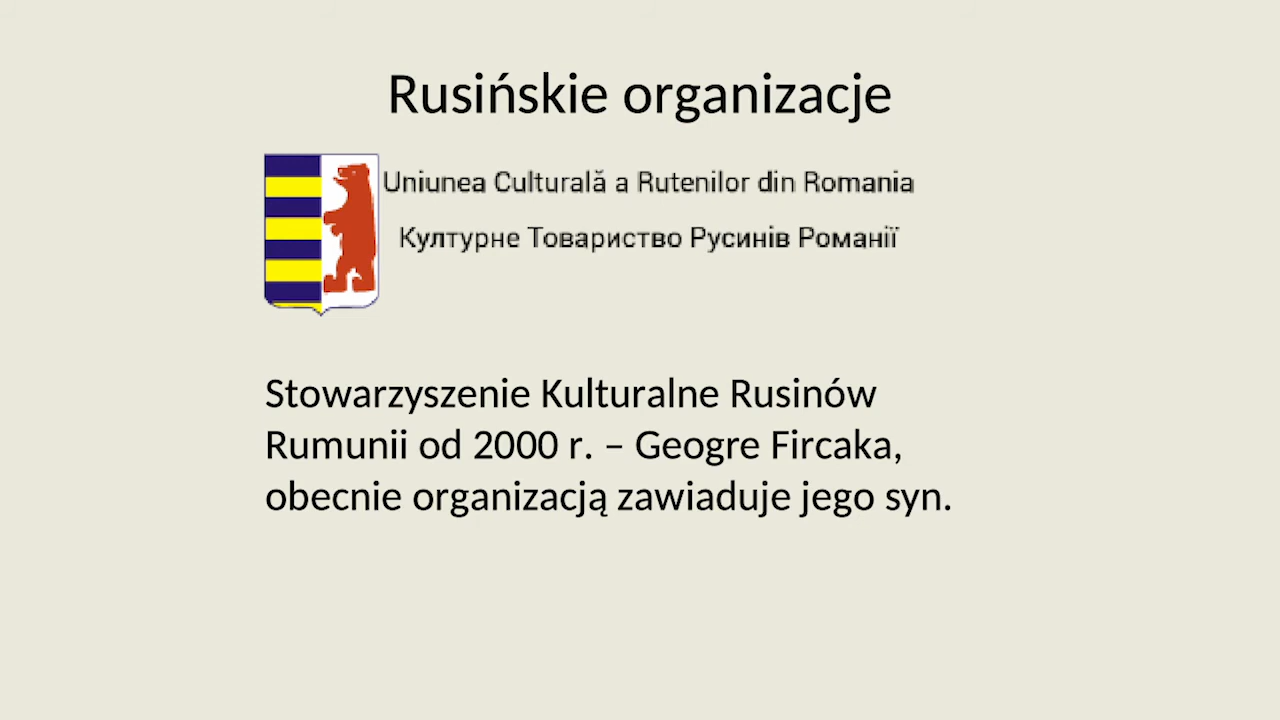 Rusińskie organizacje
Uniunea Culturală a Rutenilor din Romania
Културне Товариство Русинів Романії
Stowarzyszenie Kulturalne Rusinów
Rumunii od 2000 r. – Geogre Fircaka,
obecnie organizacją zawiaduje jego syn.